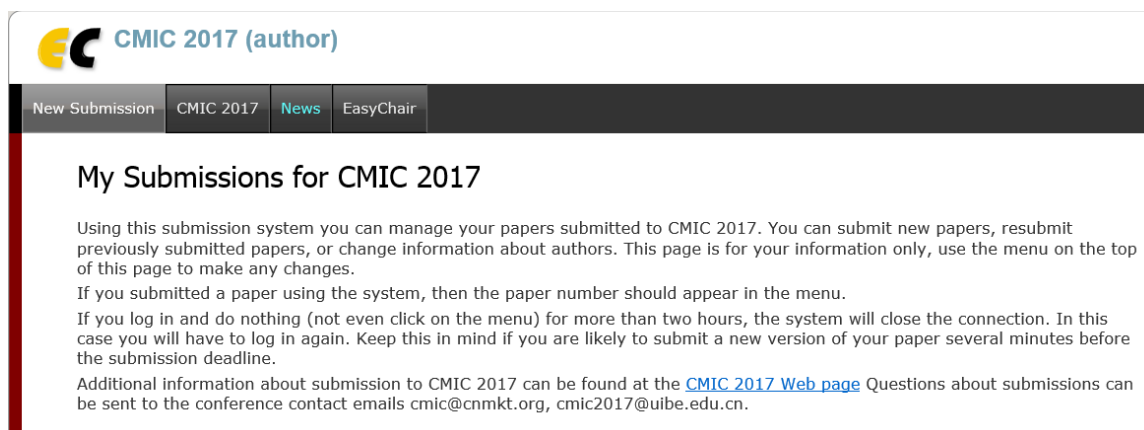 EC CMIC 2017 (author)
New Submission CMIC 2017 News EasyChair
My Submissions for CMIC 2017
Using this submission system you can manage your papers submitted to CMIC 2017. You can submit new papers, resubmit
previously submitted papers, or change information about authors. This page is for your information only, use the menu on the top
of this page to make any changes.
If you submitted a paper using the system, then the paper number should appear in the menu.
If you log in and do nothing (not even click on the menu) for more than two hours, the system will close the connection. In this
case you will have to log in again. Keep this in mind if you are likely to submit a new version of your paper several minutes before
the submission deadline.
Additional information about submission to CMIC 2017 can be found at the CMIC 2017 Web page Questions about submissions can
be sent to the conference contact emails cmic@cnmkt.org, cmic2017@uibe.edu.cn.